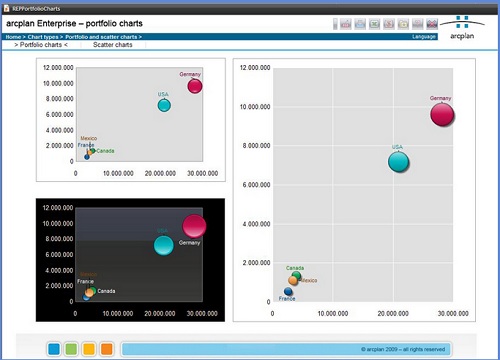 REPPortfolioCharts
arcplan Enterprise – portfolio charts
arcplan
Home > Chart types > Portfolio and scatter charts >
Language
> Portfolio charts <
Scatter charts
12.000.000
10.000.000
8.000.000
6.000.000
4.000.000
2.000.000
0
0 10.000.000 20.000.000 30.000.000
Germany
USA
Mexico
France
Canada
12.000.000
10.000.000
8.000.000
6.000.000
4.000.000
2.000.000
0
0 10.000.000 20.000.000 30.000.000
USA
Germany
Mexico
France
Canada
12.000.000
10.000.000
8.000.000
6.000.000
4.000.000
2.000.000
0
0 10.000.000 20.000.000 30.000.000
Germany
USA
Canada
Mexico
France
© arcplan 2009 – all rights reserved